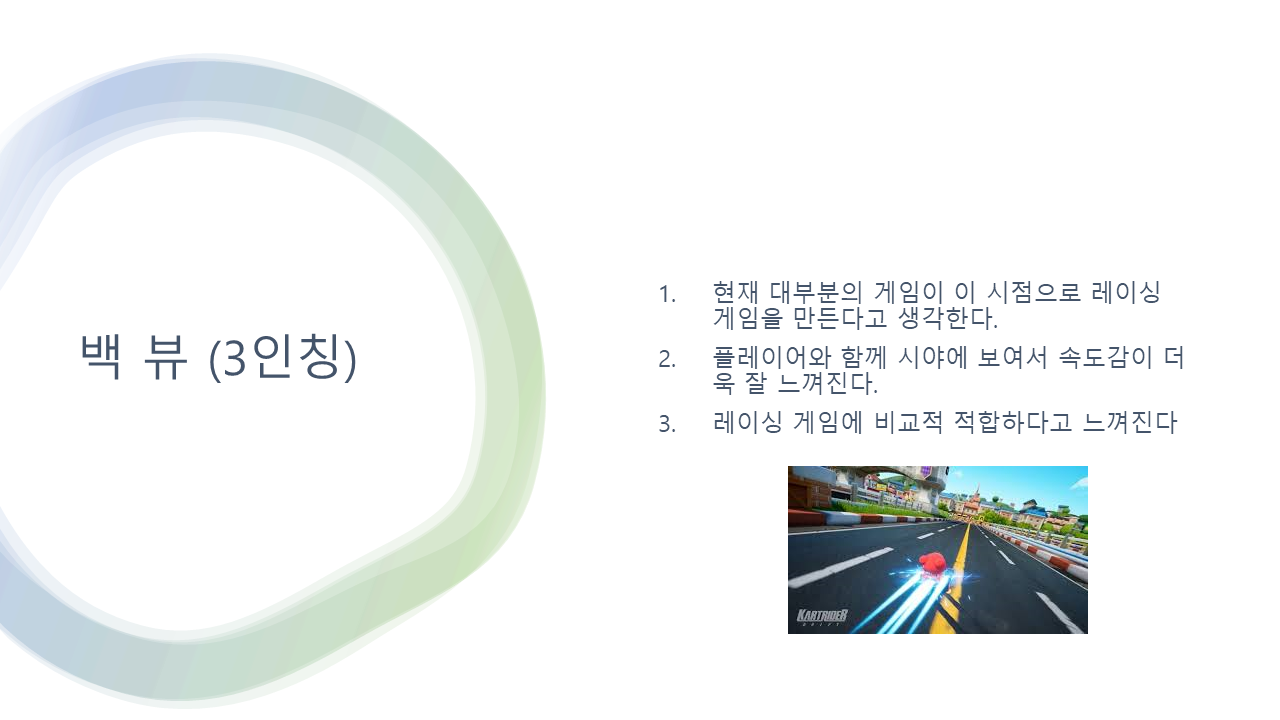 백 뷰 (3인칭)
1. 현재 대부분의 게임이 이 시점으로 레이싱
게임을 만든다고 생각한다.
2. 플레이어와 함께 시야에 보여서 속도감이 더
욱 잘 느껴진다.
3. 레이싱 게임에 비교적 적합하다고 느껴진다
KARTRIDER
DRIFT